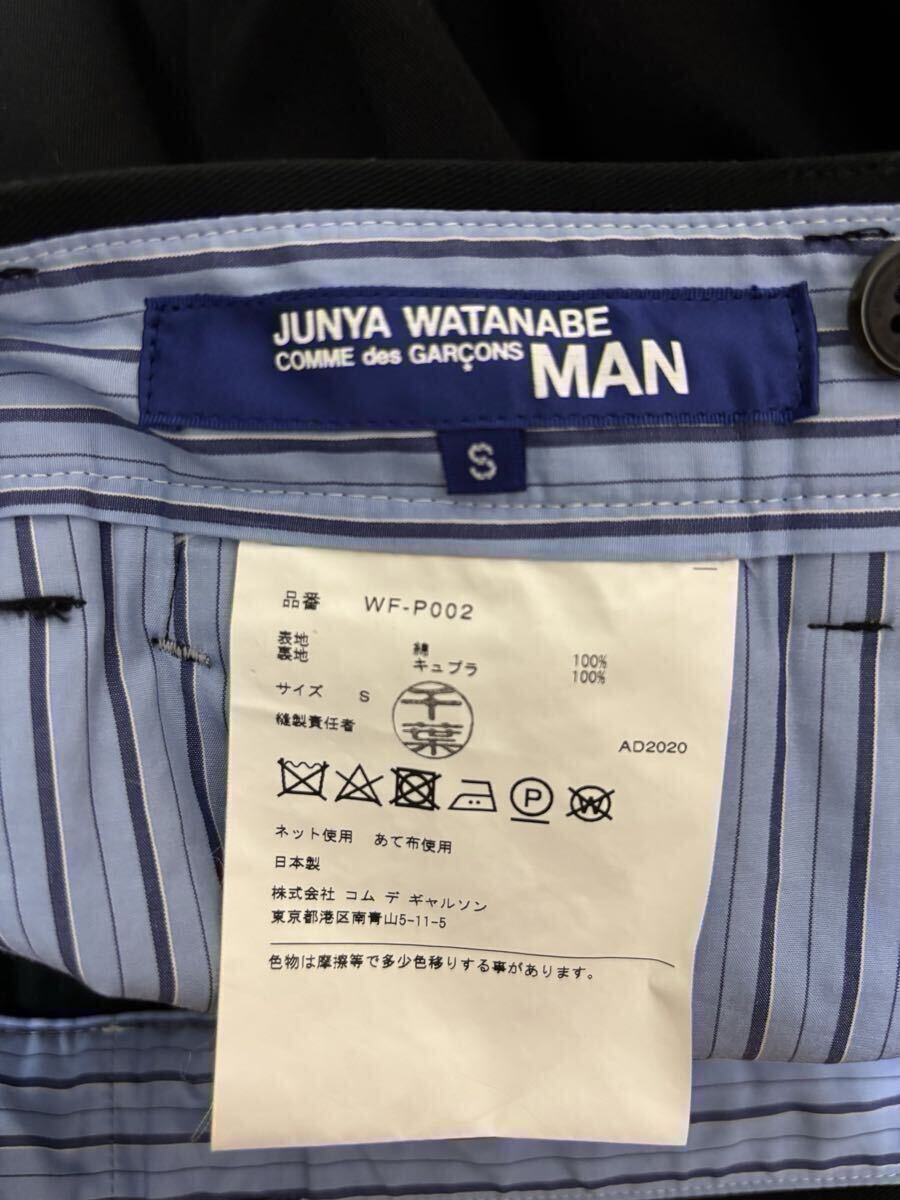 JUNYA WATANABE
COMME des GARÇONS MAN
S
品番 WF-P002
表地 綿 100%
裏地 キュプラ 100%
サイズ S
縫製責任者 千葉
AD2020
P W
ネット使用 あて布使用
日本製
株式会社 コム デ ギャルソン
東京都港区南青山5-11-5
色物は摩擦等で多少色移りする事があります。